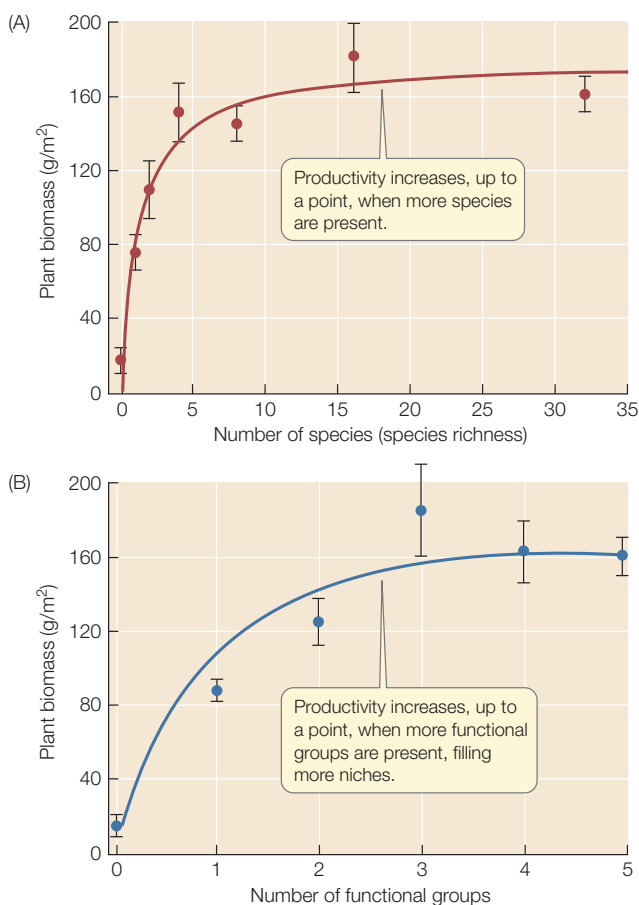 (A)
200
160
120
80
40
0
Plant biomass (g/m²)
Productivity increases, up to
a point, when more species
are present.
0 5 10 15 20 25 30 35
Number of species (species richness)
(B)
200
160
120
80
40
0
Plant biomass (g/m²)
Productivity increases, up to
a point, when more functional
groups are present, filling
more niches.
0 1 2 3 4 5
Number of functional groups